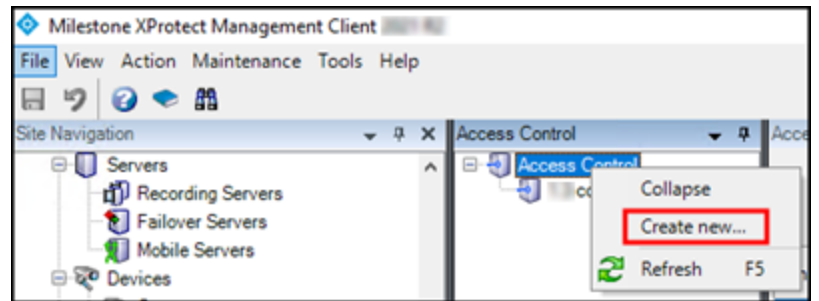 Milestone XProtect Management Client
File View Action Maintenance Tools Help
Site Navigation
Servers
Recording Servers
Failover Servers
Mobile Servers
Devices
Access Control
Access Control
Collapse
Create new...
Refresh F5